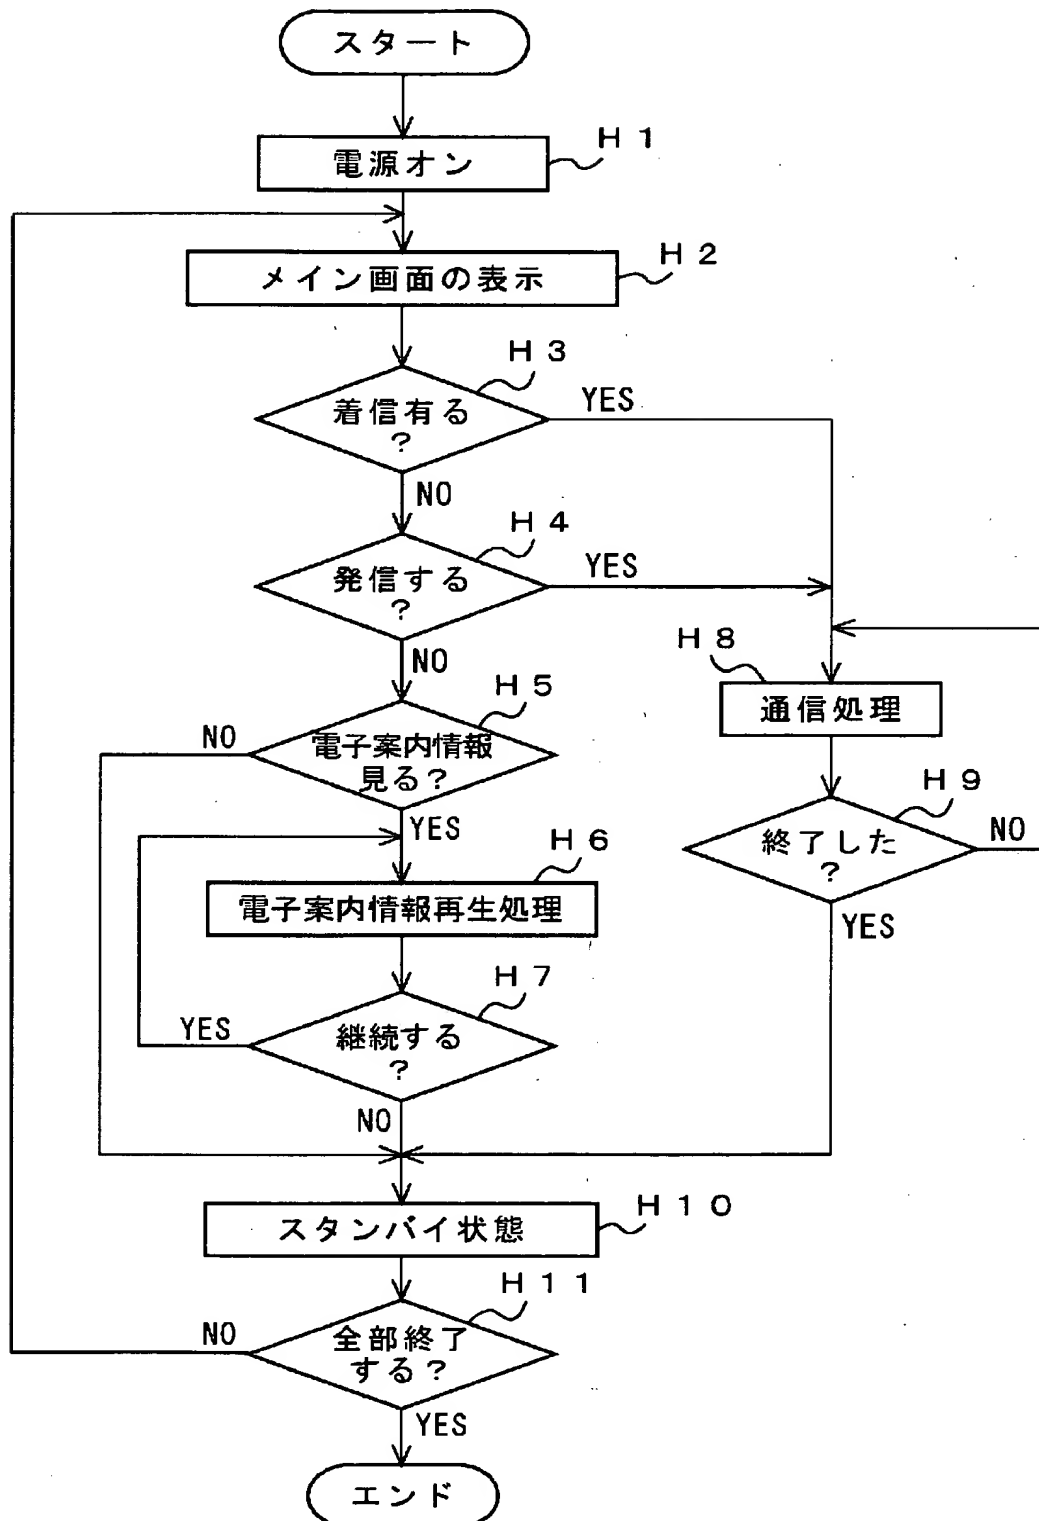 スタート
電源オン
H1
メイン画面の表示
H2
着信有る
?
H3
YES
NO
発信する
?
H4
YES
NO
電子案内情報
見る?
H5
NO
YES
電子案内情報再生処理
H6
継続する
?
H7
YES
NO
通信処理
H8
終了した
?
H9
NO
YES
スタンバイ状態
H10
全部終了
する?
H11
NO
YES
エンド